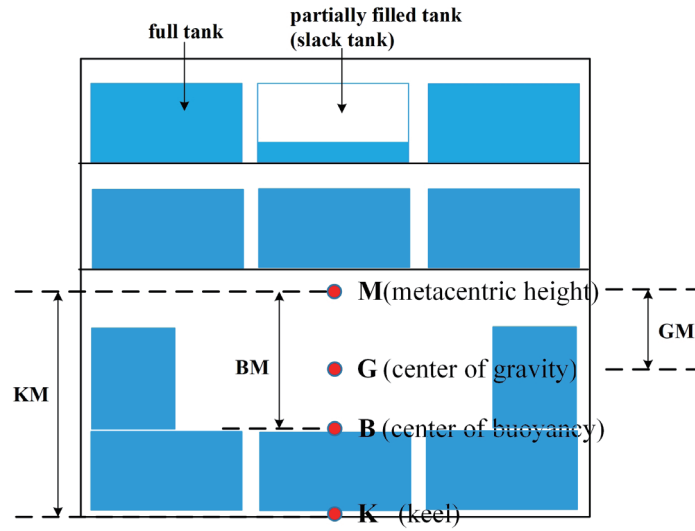 full tank
partially filled tank
(slack tank)
M(metacentric height)
GM
BM
G (center of gravity)
KM
B (center of buoyancy)
K (keel)